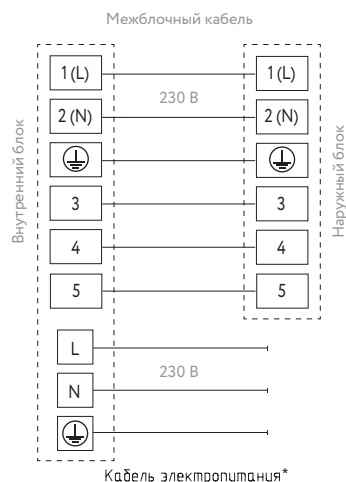 Межблочный кабель
Внутренний блок
Наружный блок
1 (L) 1 (L)
230 В
2 (N) 2 (N)
3 3
4 4
5 5
L
230 В
N
Кабель электропитания*